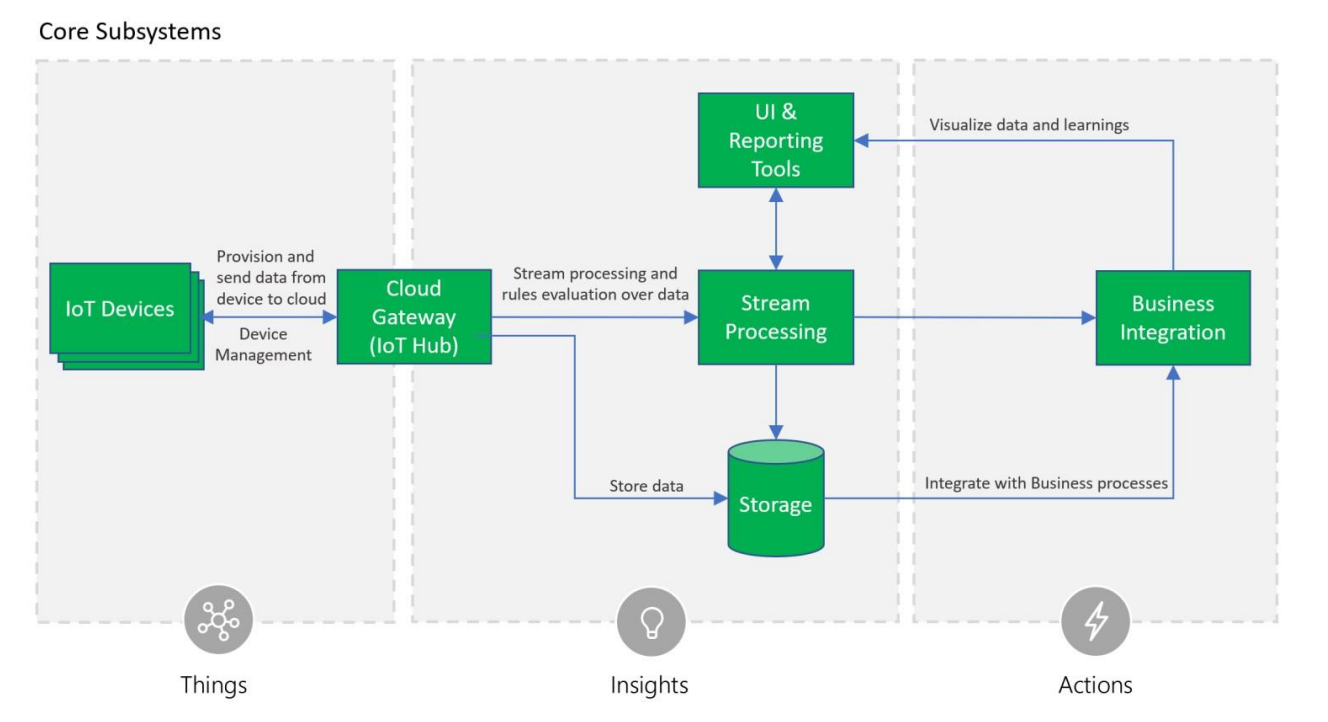 Core Subsystems
UI &
Reporting
Tools
Visualize data and learnings
IoT Devices
Provision and
send data from
device to cloud
Device
Management
Cloud
Gateway
(IoT Hub)
Stream processing and
rules evaluation over data
Stream
Processing
Business
Integration
Store data
Storage
Integrate with Business processes
Things
Insights
Actions